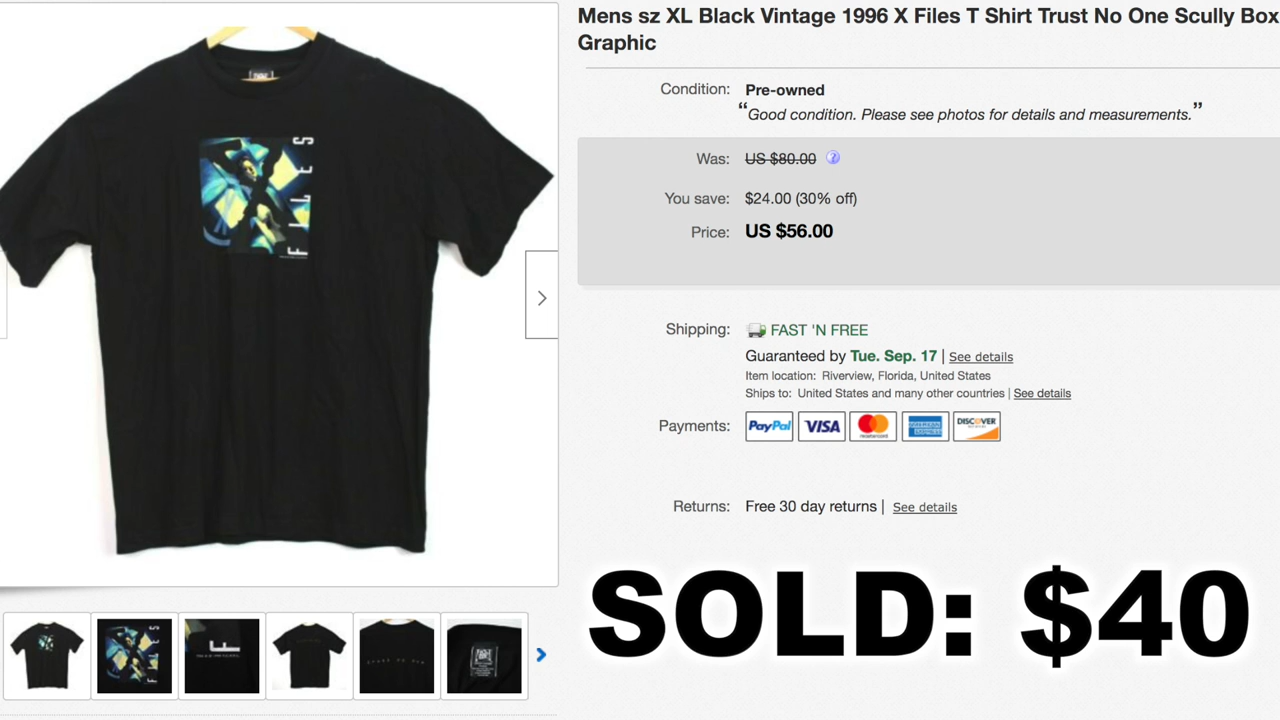 Mens sz XL Black Vintage 1996 X Files T Shirt Trust No One Scully Box
Graphic
Condition: Pre-owned
“Good condition. Please see photos for details and measurements.”
Was: US $80.00 ?
You save: $24.00 (30% off)
Price: US $56.00
Shipping: FAST 'N FREE
Guaranteed by Tue. Sep. 17 | See details
Item location: Riverview, Florida, United States
Ships to: United States and many other countries | See details
Payments: PayPal VISA mastercard AMERICAN EXPRESS DISCOVER
Returns: Free 30 day returns | See details
SOLD: $40
FILES